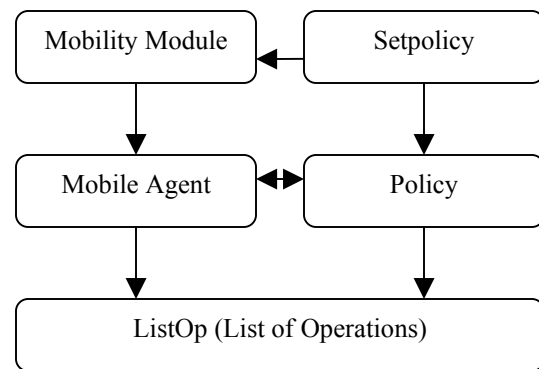 Mobility Module
Setpolicy
Mobile Agent
Policy
ListOp (List of Operations)